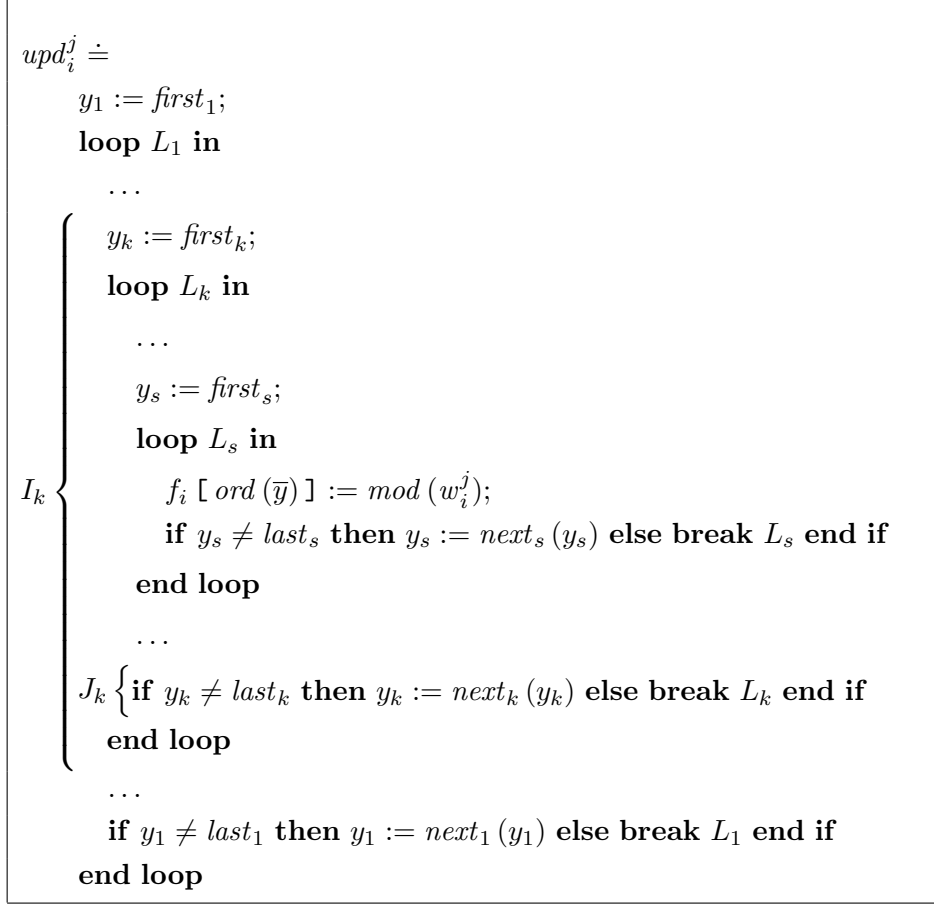 upd_i^j ≐
y_1 := first_1;
loop L_1 in
...
y_k := first_k;
loop L_k in
...
y_s := first_s;
loop L_s in
I_k { f_i [ ord (y̅) ] := mod (w_i^j);
if y_s ≠ last_s then y_s := next_s (y_s) else break L_s end if
end loop
...
J_k { if y_k ≠ last_k then y_k := next_k (y_k) else break L_k end if
end loop
...
if y_1 ≠ last_1 then y_1 := next_1 (y_1) else break L_1 end if
end loop